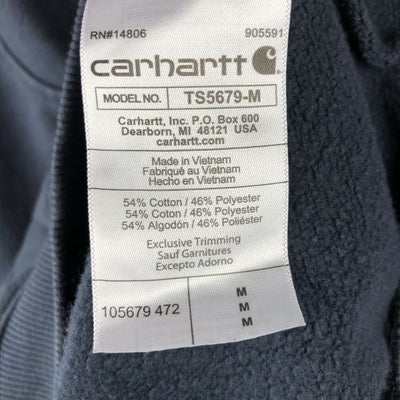 RN#14806 905591
carhartt
MODEL NO. TS5679-M
Carhartt, Inc. P.O. Box 600
Dearborn, MI 48121 USA
carhartt.com
Made in Vietnam
Fabriqué au Vietnam
Hecho en Vietnam
54% Cotton / 46% Polyester
54% Coton / 46% Polyester
54% Algodón / 46% Poliéster
Exclusive Trimming
Sauf Garnitures
Excepto Adorno
M
105679 472 M
M